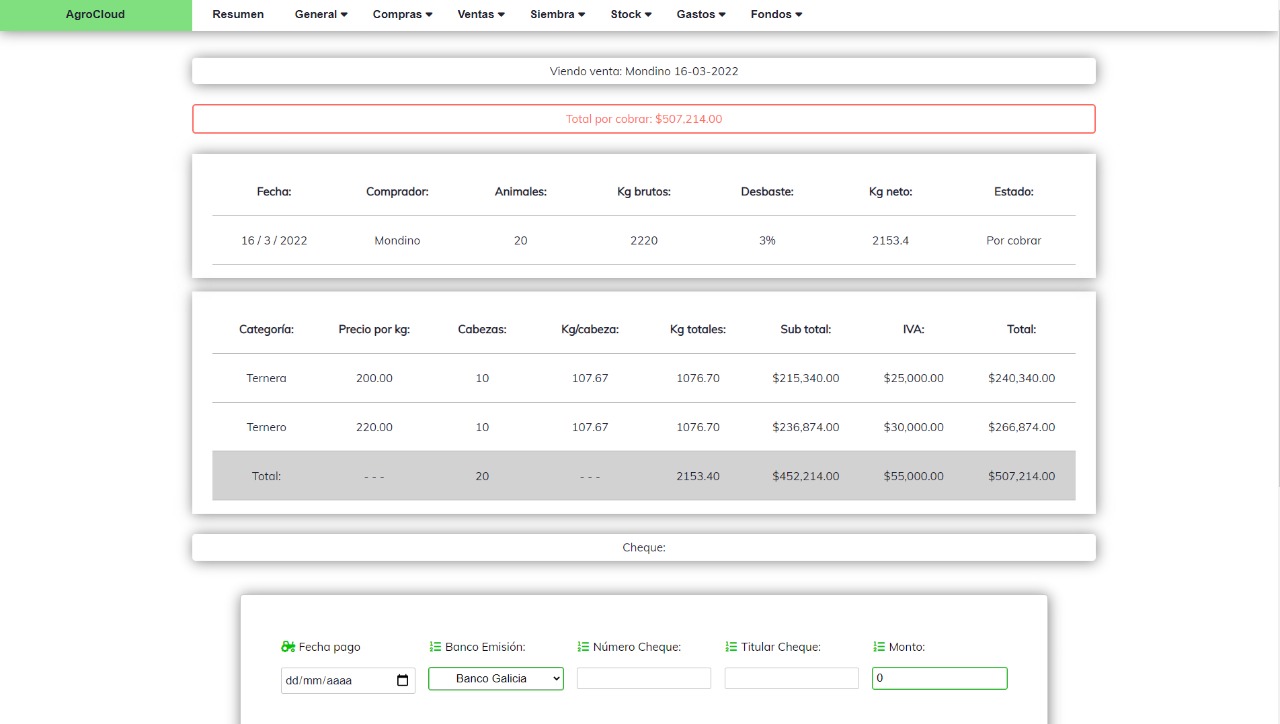 AgroCloud Resumen General Compras Ventas Siembra Stock Gastos Fondos
Viendo venta: Mondino 16-03-2022
Total por cobrar: $507,214.00
Fecha: Comprador: Animales: Kg brutos: Desbaste: Kg neto: Estado:
16 / 3 / 2022 Mondino 20 2220 3% 2153.4 Por cobrar
Categoría: Precio por kg: Cabezas: Kg/cabeza: Kg totales: Sub total: IVA: Total:
Ternera 200.00 10 107.67 1076.70 $215,340.00 $25,000.00 $240,340.00
Ternero 220.00 10 107.67 1076.70 $236,874.00 $30,000.00 $266,874.00
Total: - - - 20 - - - 2153.40 $452,214.00 $55,000.00 $507,214.00
Cheque:
Fecha pago Banco Emisión: Número Cheque: Titular Cheque: Monto:
dd/mm/aaaa Banco Galicia 0